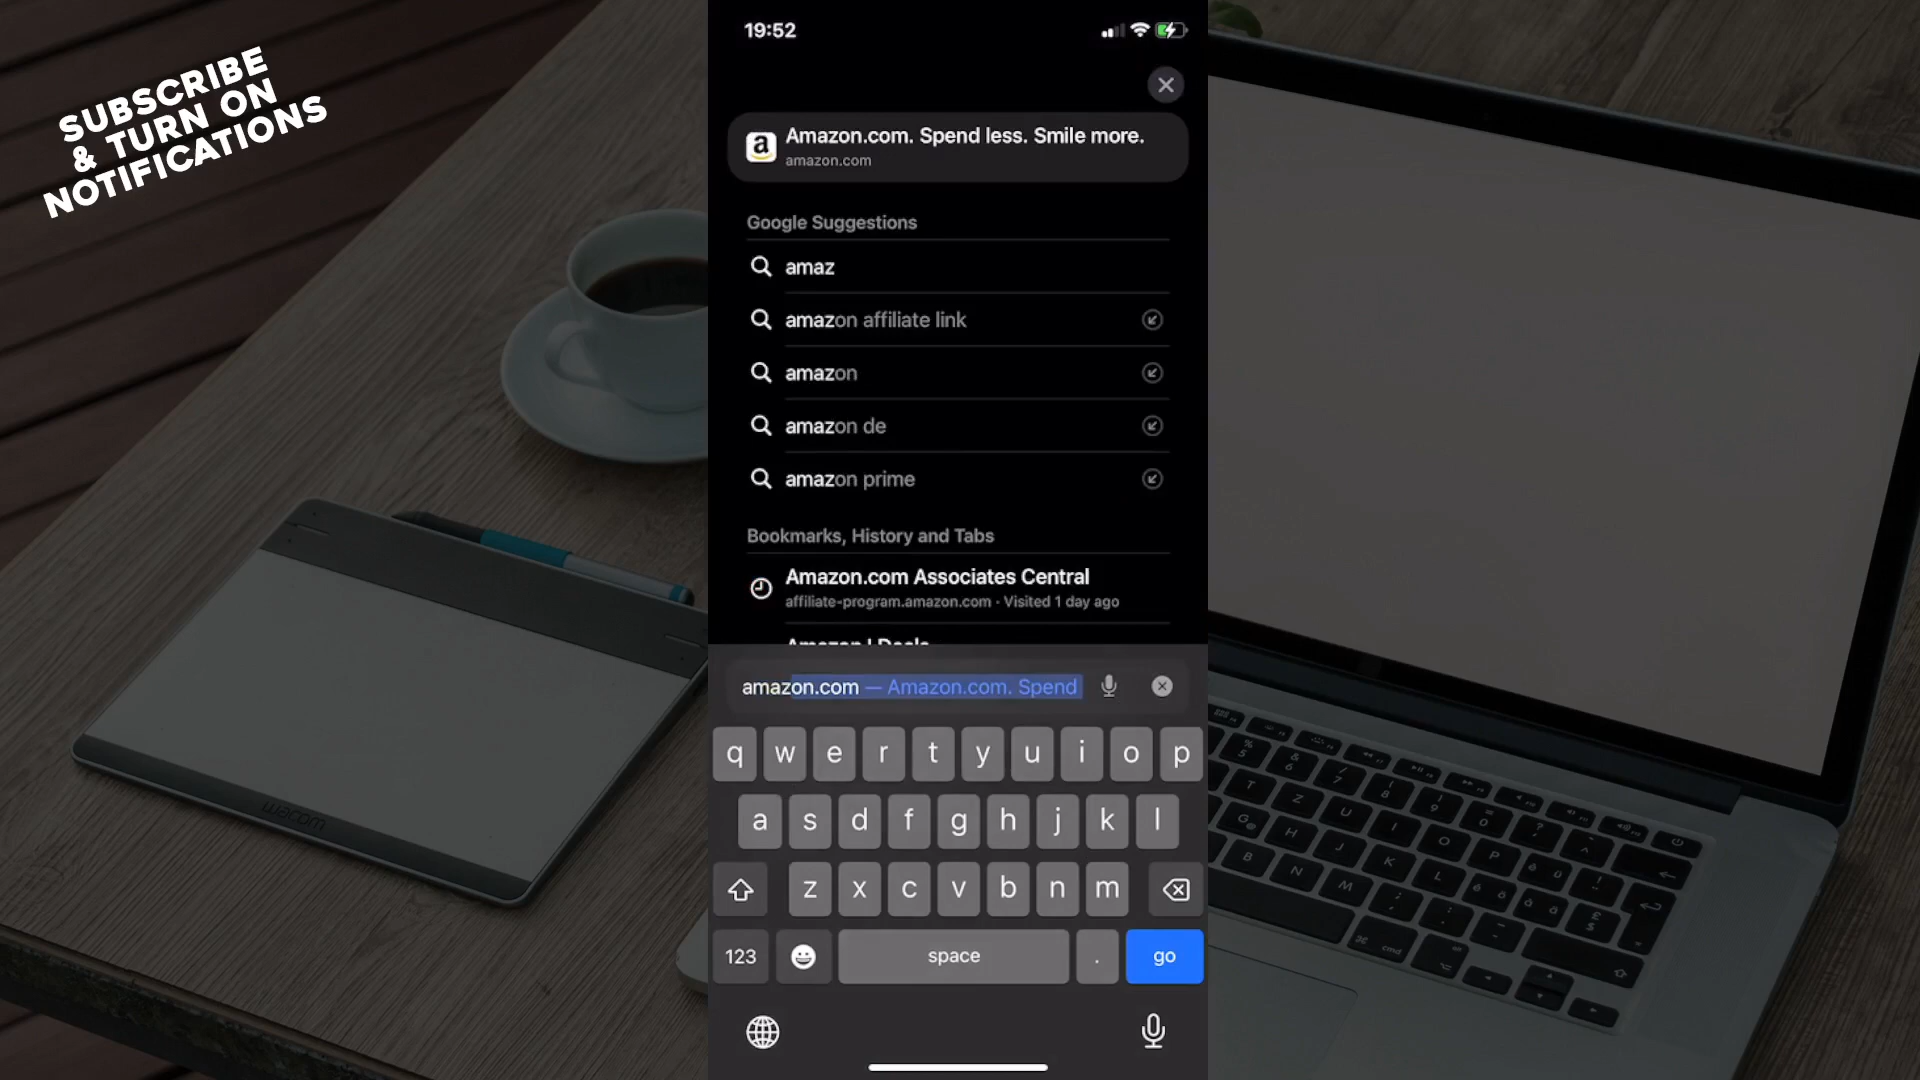 SUBSCRIBE
& TURN ON
NOTIFICATIONS
19:52
Amazon.com. Spend less. Smile more.
amazon.com
Google Suggestions
amaz
amazon affiliate link
amazon
amazon de
amazon prime
Bookmarks, History and Tabs
Amazon.com Associates Central
affiliate-program.amazon.com · Visited 1 day ago
amazon.com — Amazon.com. Spend
q w e r t y u i o p
a s d f g h j k l
z x c v b n m
123 space . go
wacom